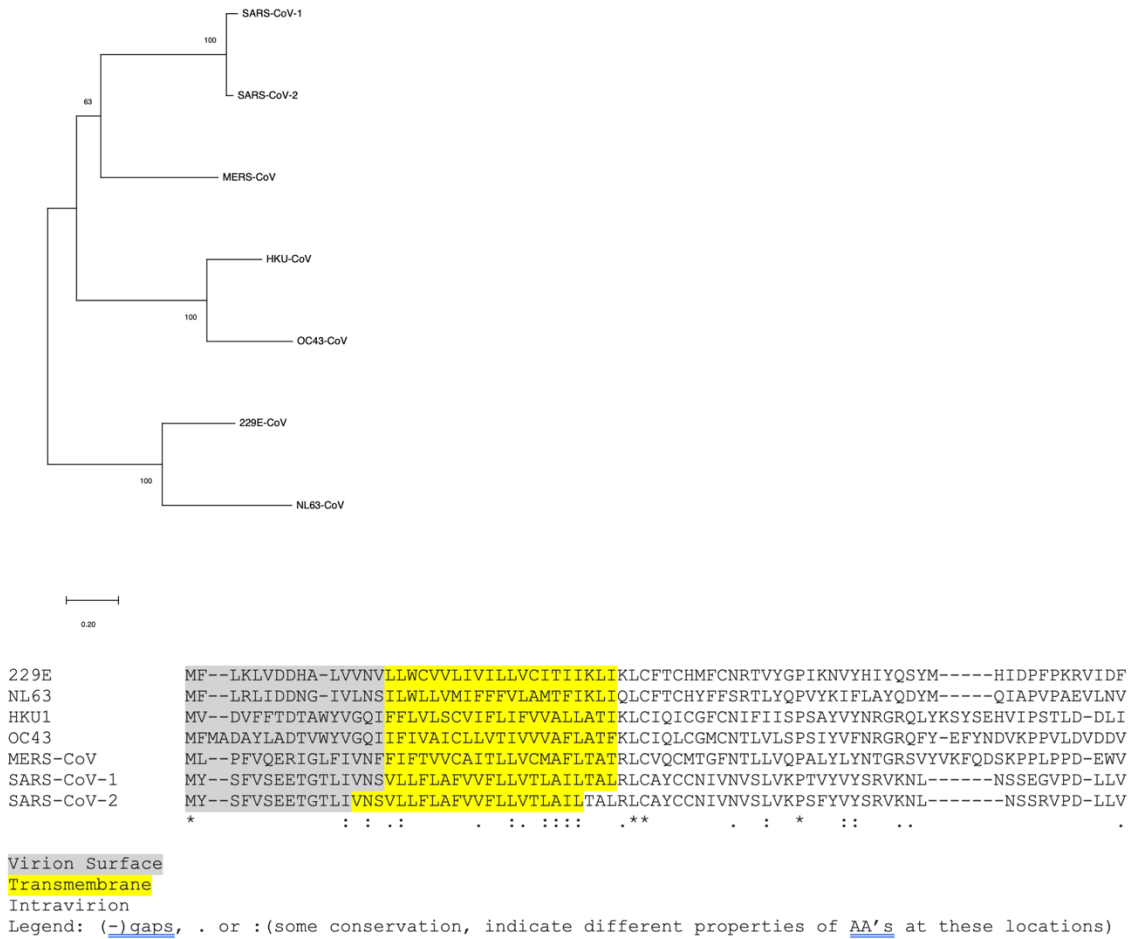 SARS-CoV-1
100
SARS-CoV-2
63
MERS-CoV
HKU-CoV
100
OC43-CoV
229E-CoV
100
NL63-CoV
0.20
229E MF--LKLVDDHA-LVVNVLLWCVVLIVILLVCITIIKLIKLCFTCHMFCNRTVYGPIKNVYHIYQSYM-----HIDPFPKRVIDF
NL63 MF--LRLIDDNG-IVLNSILWLLVMIFFFVLAMTFIKLIQLCFTCHYFFSRTLYQPVYKIFLAYQDYM-----QIAPVPAEVLNV
HKU1 MV--DVFFTDTAWYVGQIFFLVLSCVIFLIFVVALLATIKLCIQICGFCNIFIISPSAYVYNRGRQLYKSYSEHVIPSTLD-DLI
OC43 MFMADAYLADTVWYVGQIIFIVAICLLVTIVVVAFLATFKLCIQLCGMCNTLVLSPSIYVFNRGRQFY-EFYNDVKPPVLDVDDV
MERS-CoV ML--PFVQERIGLFIVNFFIFTVVCAITLLVCMAFLTATRLCVQCMTGFNTLLVQPALYLYNTGRSVYVKFQDSKPPLPPD-EWV
SARS-CoV-1 MY--SFVSEETGTLIVNSVLLFLAFVVFLLVTLAILTALRLCAYCCNIVNVSLVKPTVYVYSRVKNL------NSSEGVPD-LLV
SARS-CoV-2 MY--SFVSEETGTLIVNSVLLFLAFVVFLLVTLAILTALRLCAYCCNIVNVSLVKPSFYVYSRVKNL------NSSRVPD-LLV
* : : .: . :. :::: .** . : * :: .. .
Virion Surface
Transmembrane
Intravirion
Legend: (-)gaps, . or :(some conservation, indicate different properties of AA's at these locations)